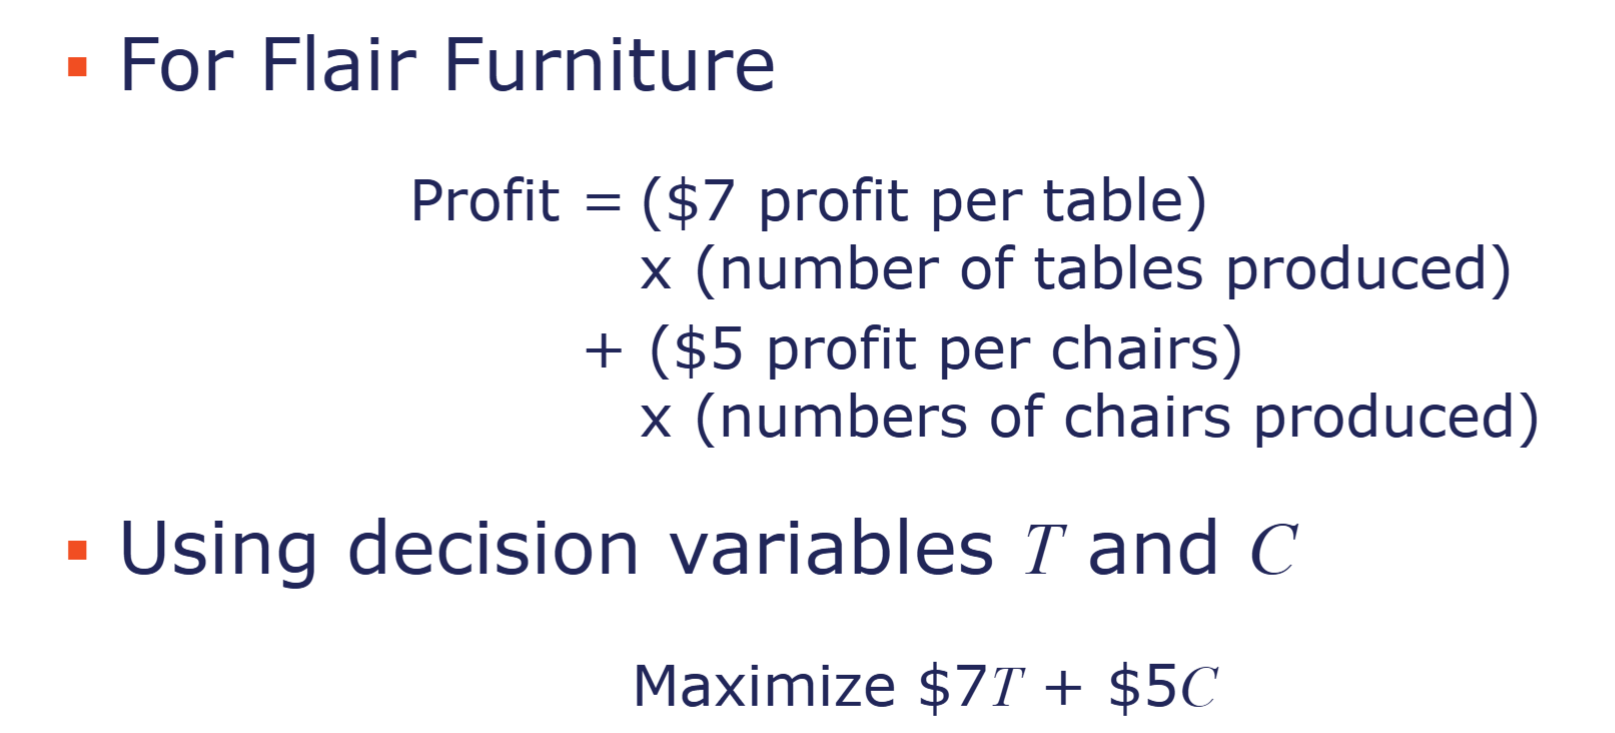 ▪ For Flair Furniture
Profit = ($7 profit per table)
x (number of tables produced)
+ ($5 profit per chairs)
x (numbers of chairs produced)
▪ Using decision variables T and C
Maximize $7T + $5C